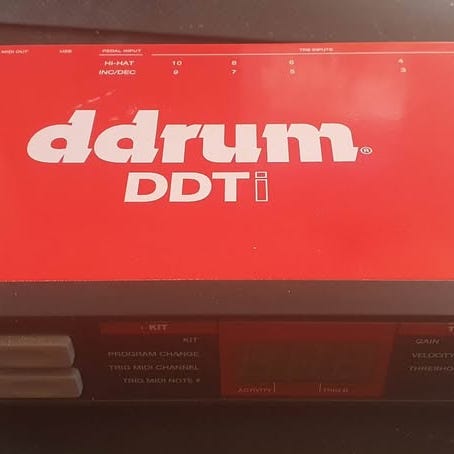 MIDI OUT USB PEDAL INPUT TRIG INPUTS
HI-HAT 10 8 6 4
INC/DEC 9 7 5 3
ddrum®
DDTi
KIT
KIT
GAIN
PROGRAM CHANGE
VELOCITY
TRIG MIDI CHANNEL
THRESHO
TRIG MIDI NOTE #
ACTIVITY TRIG #